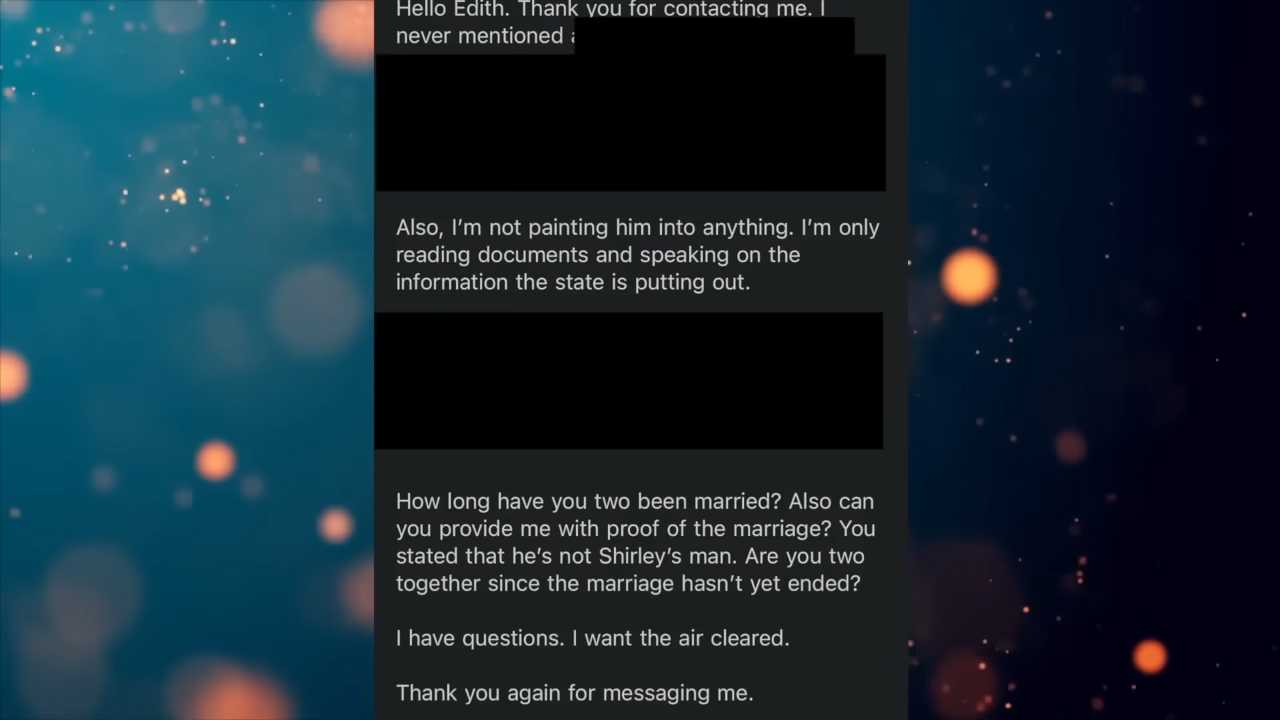 Hello Edith. Thank you for contacting me. I
never mentioned
Also, I’m not painting him into anything. I’m only
reading documents and speaking on the
information the state is putting out.
How long have you two been married? Also can
you provide me with proof of the marriage? You
stated that he’s not Shirley’s man. Are you two
together since the marriage hasn’t yet ended?
I have questions. I want the air cleared.
Thank you again for messaging me.